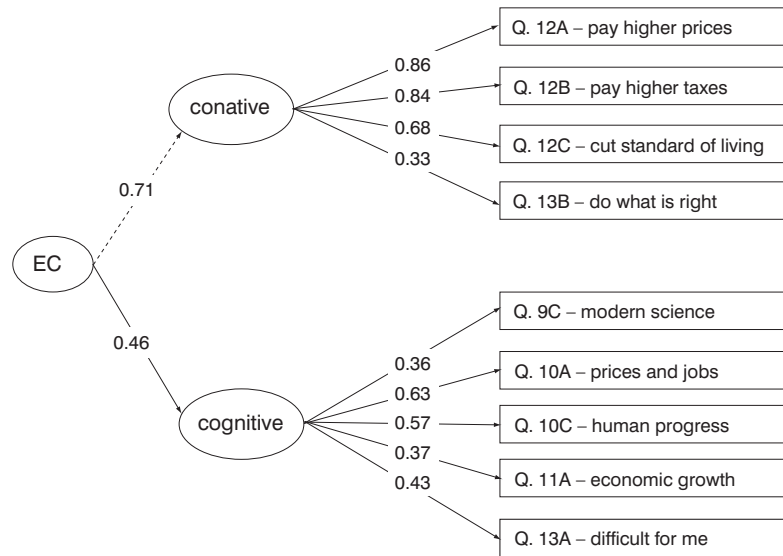 Q. 12A – pay higher prices
0.86
conative
0.84
Q. 12B – pay higher taxes
0.68
Q. 12C – cut standard of living
0.33
0.71
Q. 13B – do what is right
EC
Q. 9C – modern science
0.46
0.36
0.63
Q. 10A – prices and jobs
cognitive
0.57
Q. 10C – human progress
0.37
Q. 11A – economic growth
0.43
Q. 13A – difficult for me